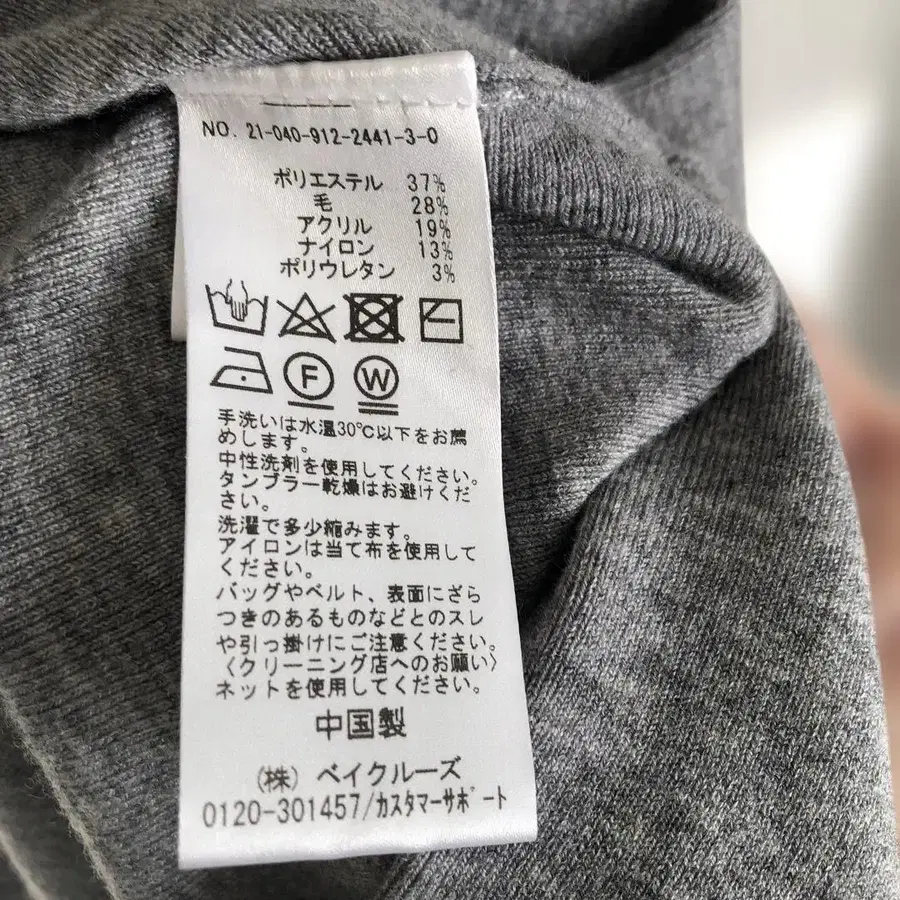 NO. 21-040-912-2441-3-0
ポリエステル 37%
毛 28%
アクリル 19%
ナイロン 13%
ポリウレタン 3%
F W
手洗いは水温30℃以下をお薦
めします。
中性洗剤を使用してください。
タンブラー乾燥はお避けくだ
さい。
洗濯で多少縮みます。
アイロンは当て布を使用して
ください。
バッグやベルト、表面にざら
つきのあるものなどとのスレ
や引っ掛けにご注意ください。
〈クリーニング店へのお願い〉
ネットを使用してください。
中国製
(株) ベイクルーズ
0120-301457/カスタマーサポート